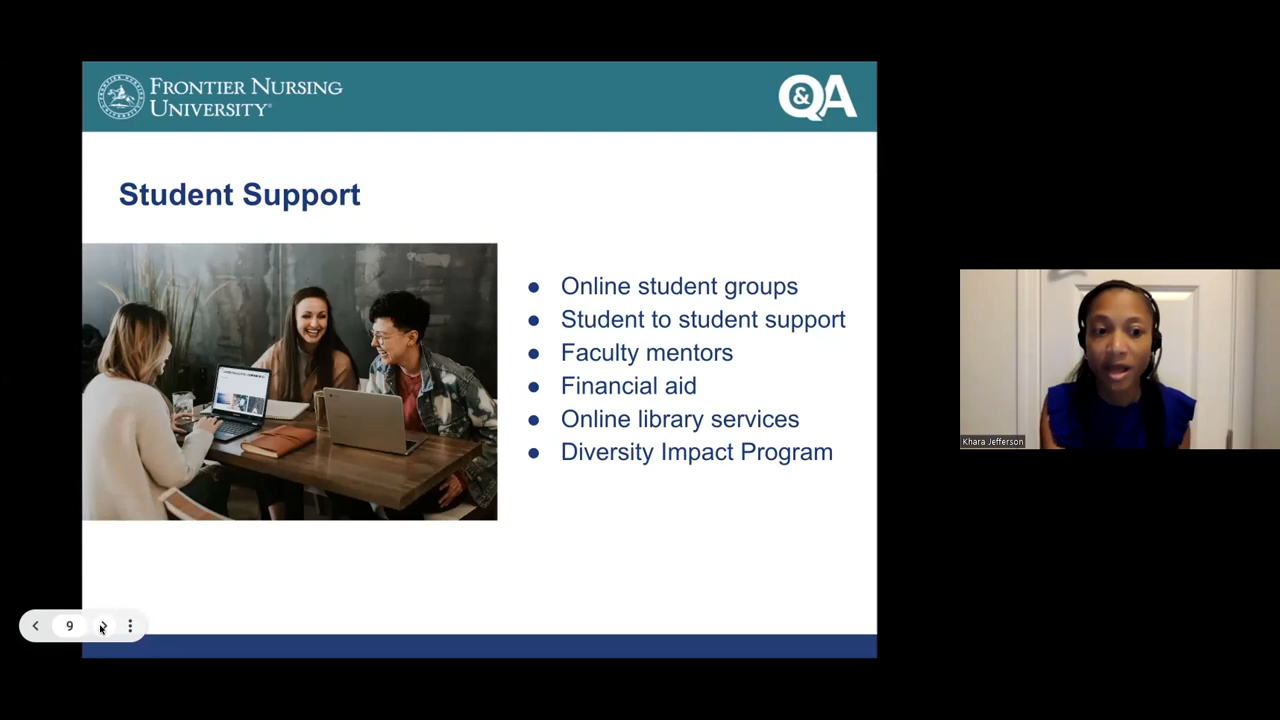 FRONTIER NURSING
UNIVERSITY®
Q&A
Student Support
● Online student groups
● Student to student support
● Faculty mentors
● Financial aid
● Online library services
● Diversity Impact Program
Khara Jefferson
9